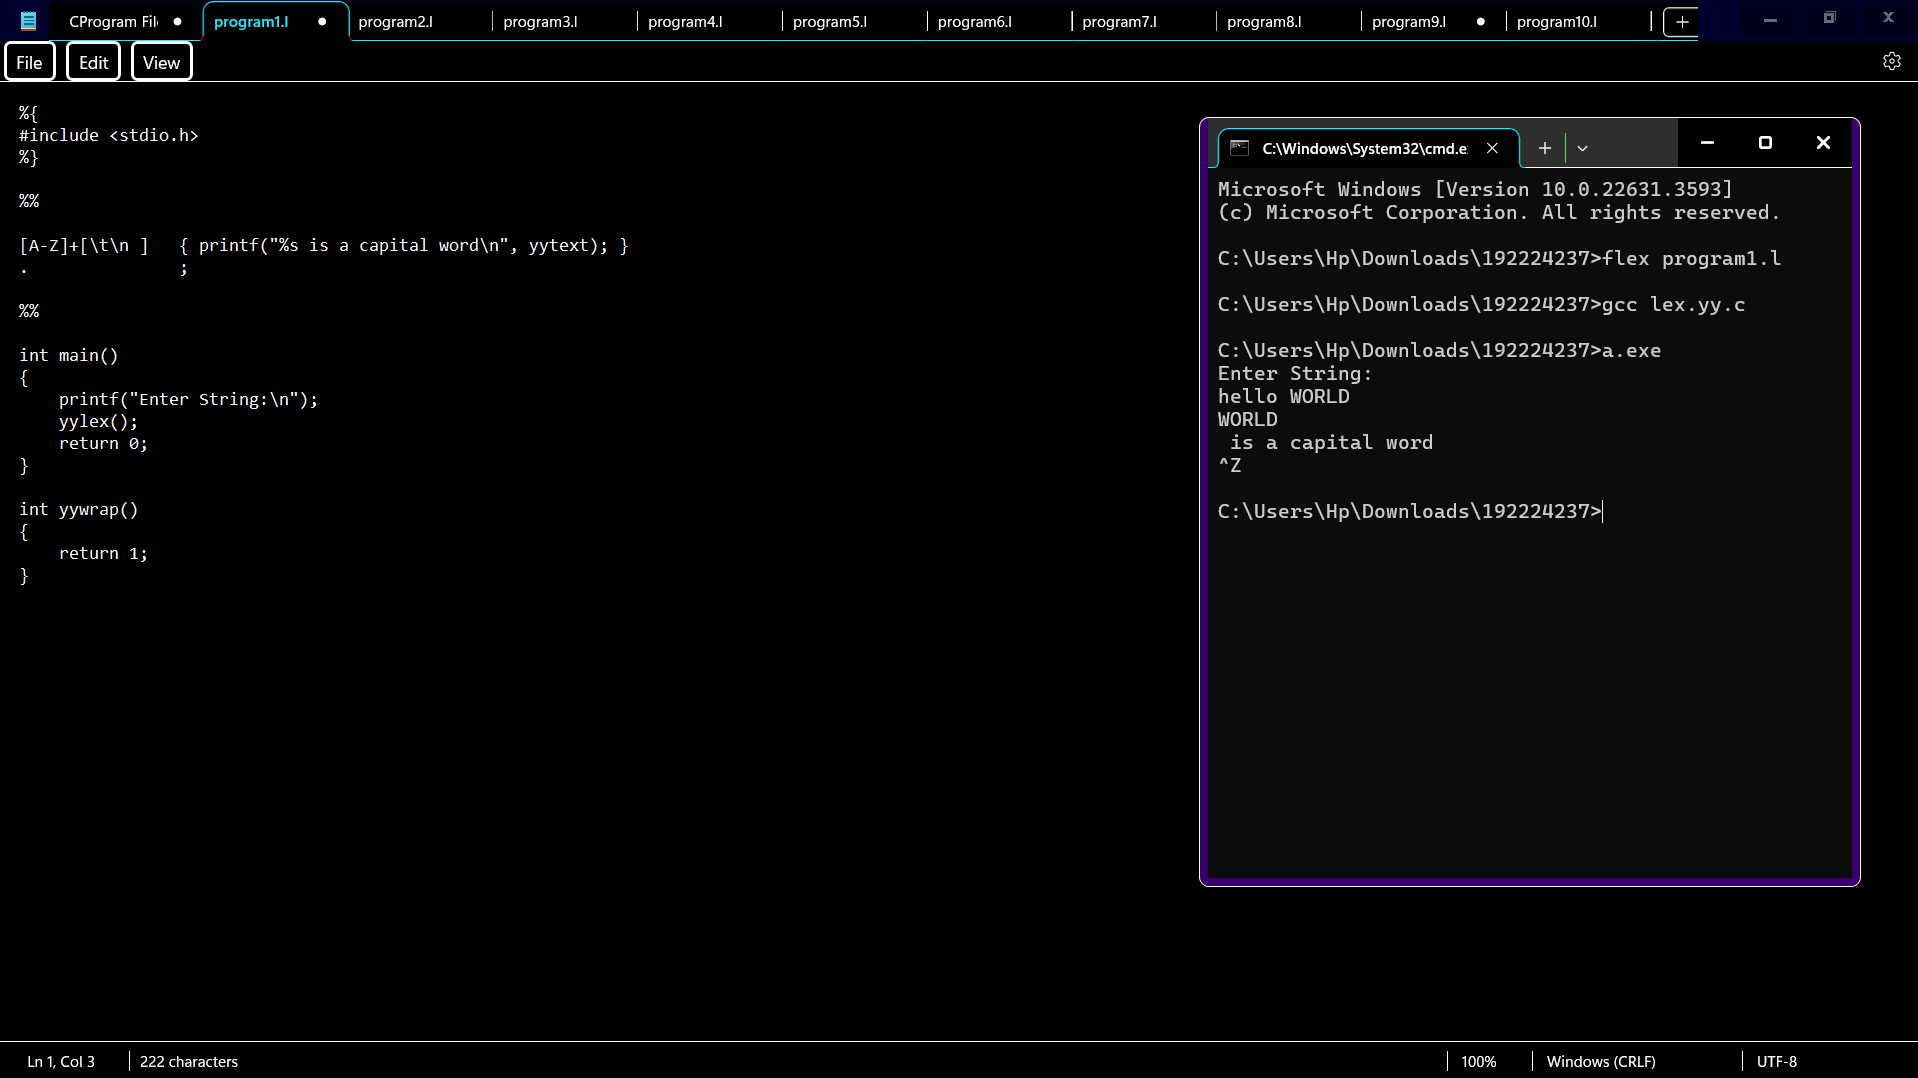 CProgram Fil
program1.l
program2.l
program3.l
program4.l
program5.l
program6.l
program7.l
program8.l
program9.l
program10.l
File Edit View
%{
#include <stdio.h>
%}
%%
[A-Z]+[\t\n ]   { printf("%s is a capital word\n", yytext); }
.               ;
%%
int main()
{
    printf("Enter String:\n");
    yylex();
    return 0;
}
int yywrap()
{
    return 1;
}
C:\Windows\System32\cmd.e
Microsoft Windows [Version 10.0.22631.3593]
(c) Microsoft Corporation. All rights reserved.
C:\Users\Hp\Downloads\192224237>flex program1.l
C:\Users\Hp\Downloads\192224237>gcc lex.yy.c
C:\Users\Hp\Downloads\192224237>a.exe
Enter String:
hello WORLD
WORLD
 is a capital word
^Z
C:\Users\Hp\Downloads\192224237>
Ln 1, Col 3
222 characters
100%
Windows (CRLF)
UTF-8